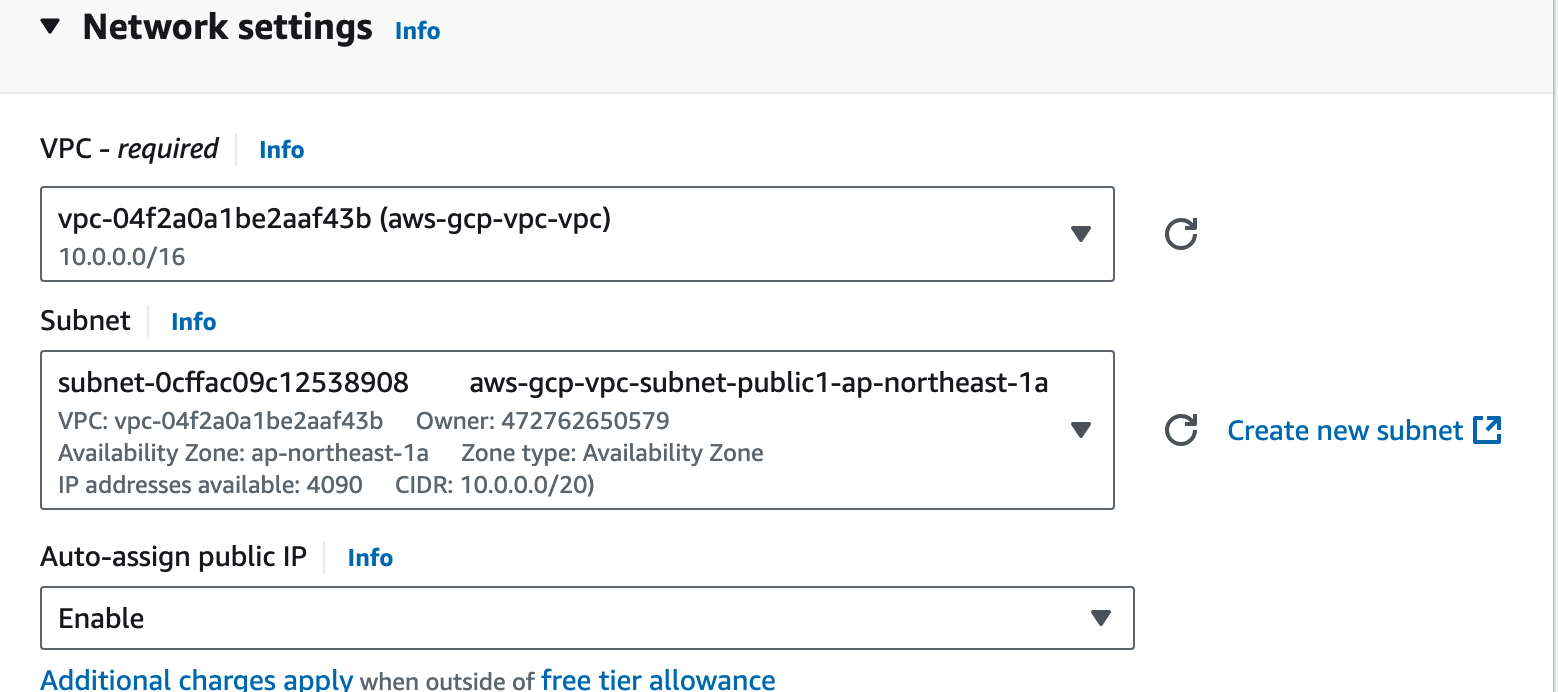 Network settings Info
VPC - required Info
vpc-04f2a0a1be2aaf43b (aws-gcp-vpc-vpc)
10.0.0.0/16
Subnet Info
subnet-0cffac09c12538908 aws-gcp-vpc-subnet-public1-ap-northeast-1a
VPC: vpc-04f2a0a1be2aaf43b Owner: 472762650579
Availability Zone: ap-northeast-1a Zone type: Availability Zone
IP addresses available: 4090 CIDR: 10.0.0.0/20)
Create new subnet
Auto-assign public IP Info
Enable
Additional charges apply when outside of free tier allowance